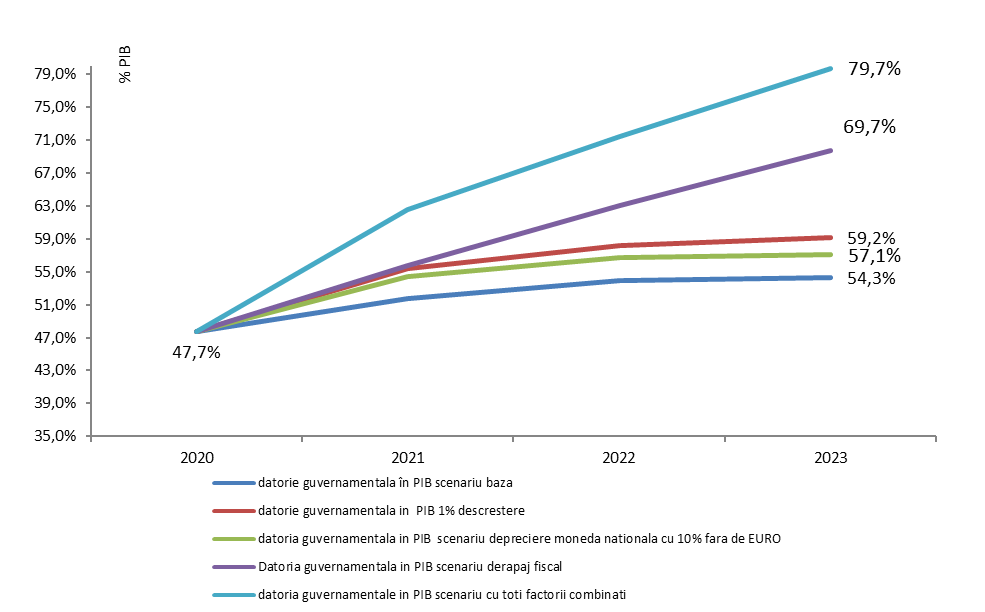 % PIB
79,0%
75,0%
71,0%
67,0%
63,0%
59,0%
55,0%
51,0%
47,0%
43,0%
39,0%
35,0%
79,7%
69,7%
59,2%
57,1%
54,3%
47,7%
2020 2021 2022 2023
datorie guvernamentala în PIB scenariu baza
datorie guvernamentala in PIB 1% descrestere
datoria guvernamentala in PIB scenariu depreciere moneda nationala cu 10% fara de EURO
Datoria guvernamentala in PIB scenariu derapaj fiscal
datoria guvernamentale in PIB scenariu cu toti factorii combinati